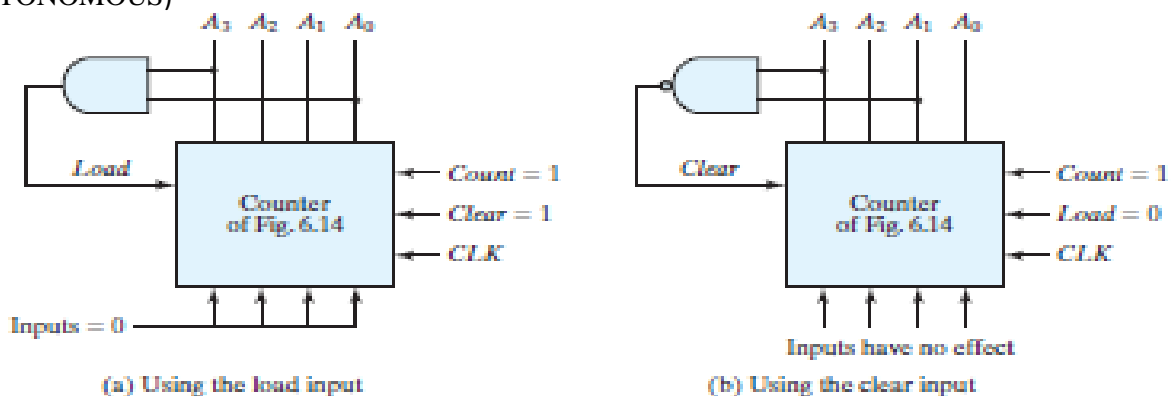 TONOMOUS)
A3 A2 A1 A0
Load
Counter
of Fig. 6.14
Count = 1
Clear = 1
CLK
Inputs = 0
(a) Using the load input
A3 A2 A1 A0
Clear
Counter
of Fig. 6.14
Count = 1
Load = 0
CLK
Inputs have no effect
(b) Using the clear input